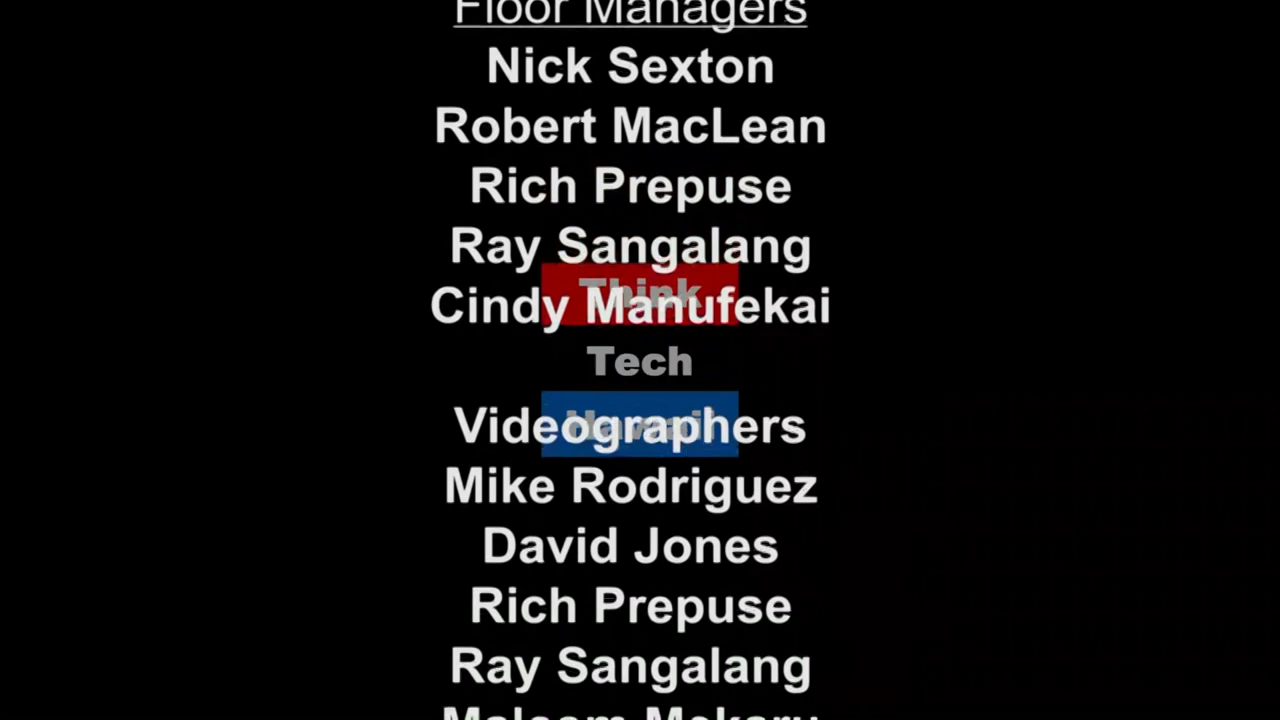 Floor Managers
Nick Sexton
Robert MacLean
Rich Prepuse
Ray Sangalang
Think
Cindy Manufekai
Tech
Hawaii
Videographers
Mike Rodriguez
David Jones
Rich Prepuse
Ray Sangalang